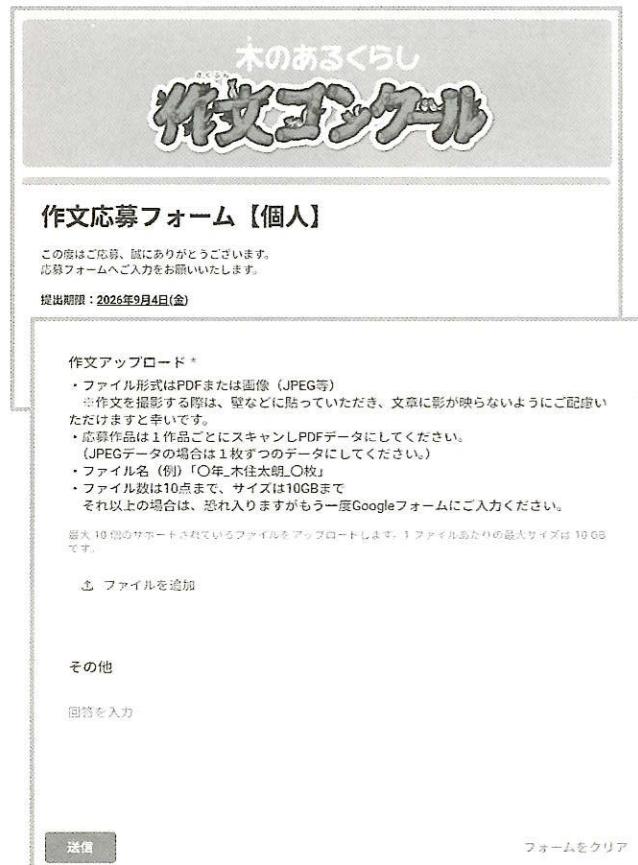 木のあるくらし
さくぶん
作文コンクール
作文応募フォーム【個人】
この度はご応募、誠にありがとうございます。
応募フォームへご入力をお願いいたします。
提出期限：2026年9月4日(金)
作文アップロード *
・ファイル形式はPDFまたは画像（JPEG等）
※作文を撮影する際は、壁などに貼っていただき、文章に影が映らないようにご配慮い
ただけますと幸いです。
・応募作品は１作品ごとにスキャンしPDFデータにしてください。
（JPEGデータの場合は１枚ずつのデータにしてください。）
・ファイル名（例）「〇年_木住太朗_〇枚」
・ファイル数は10点まで、サイズは10GBまで
それ以上の場合は、恐れ入りますがもう一度Googleフォームにご入力ください。
最大 10 個のサポートされているファイルをアップロードします。1 ファイルあたりの最大サイズは 10 GB
です。
ファイルを追加
その他
回答を入力
送信
フォームをクリア